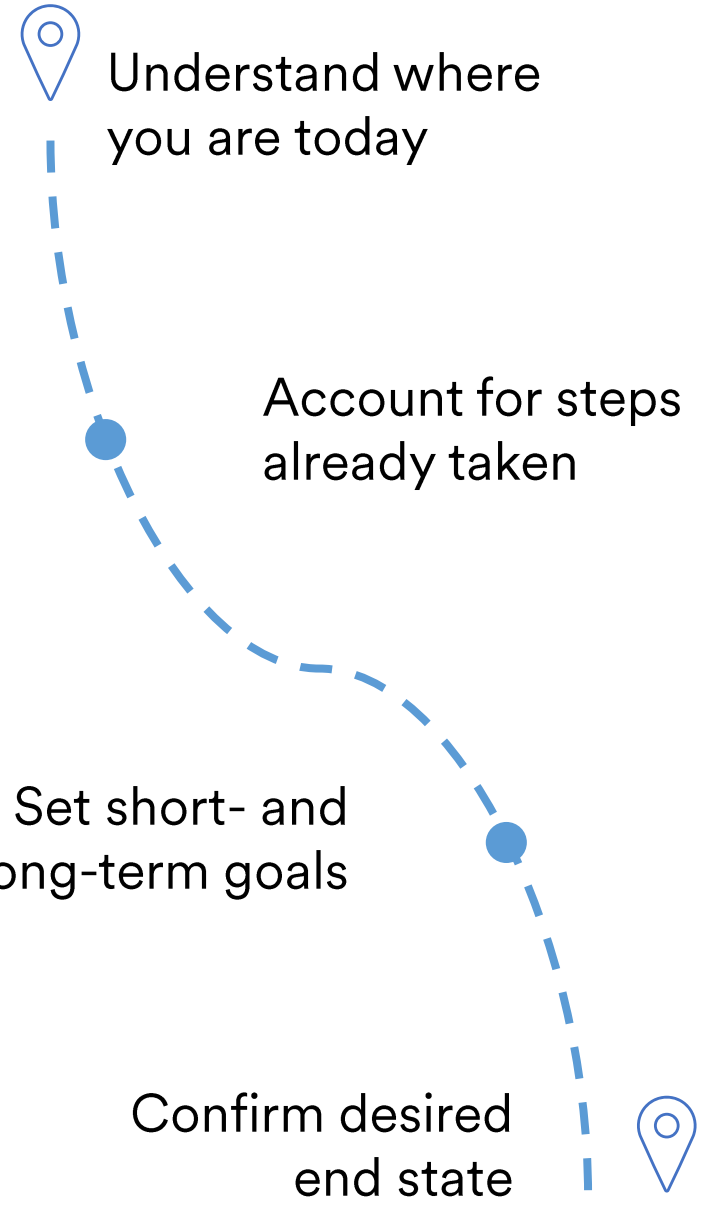 Understand where
you are today
Account for steps
already taken
Set short- and
ong-term goals
Confirm desired
end state